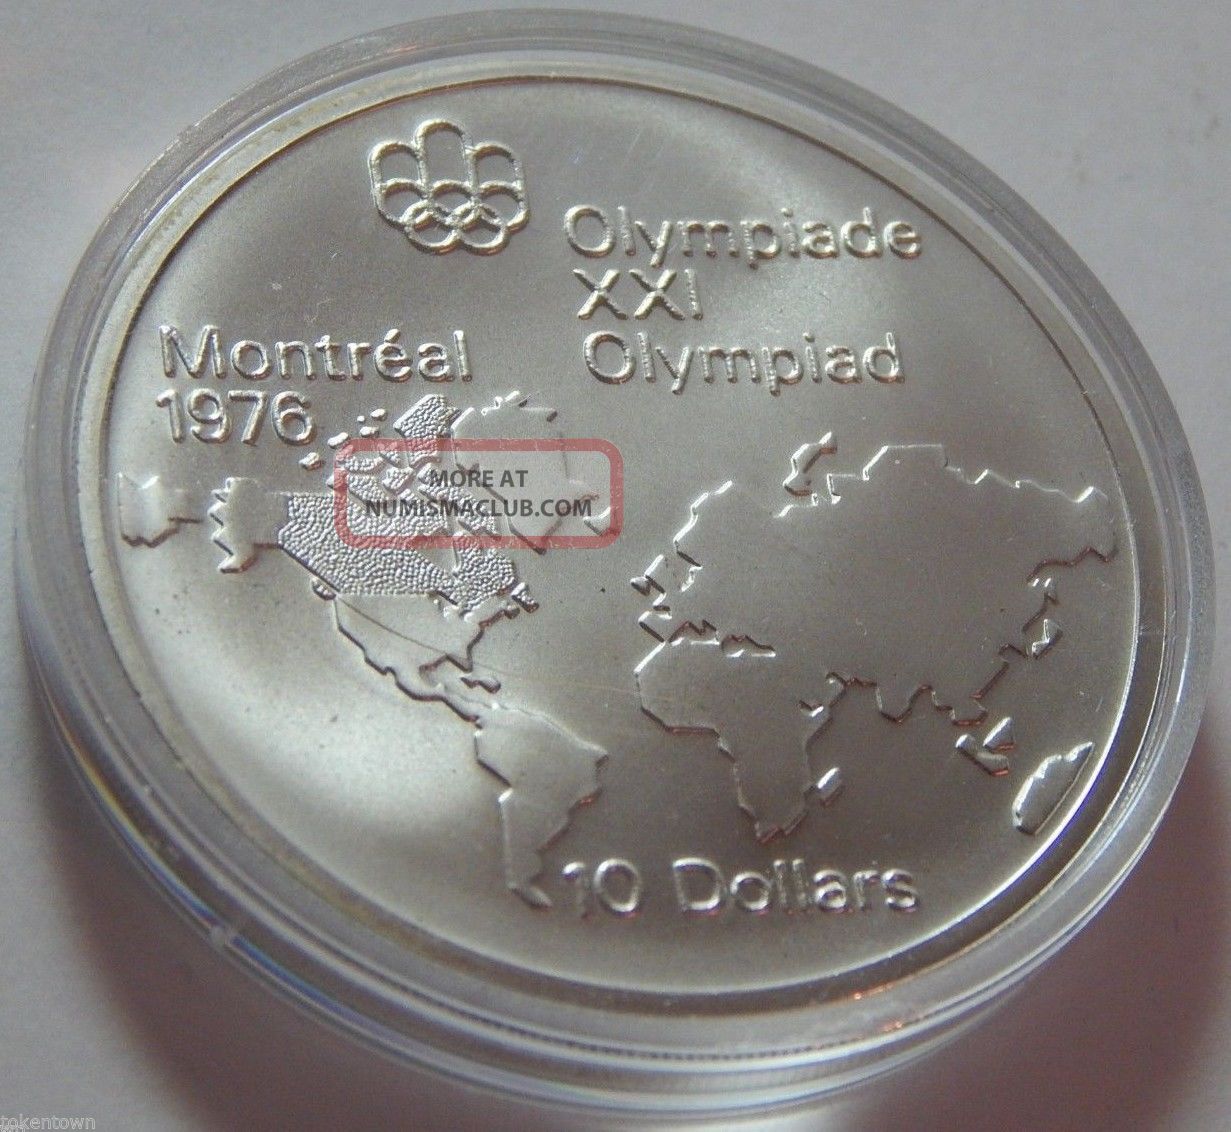 Olympiade
XXI
Olympiad
Montréal
1976
MORE AT
NUMISMACLUB.COM
10 Dollars
tokentown